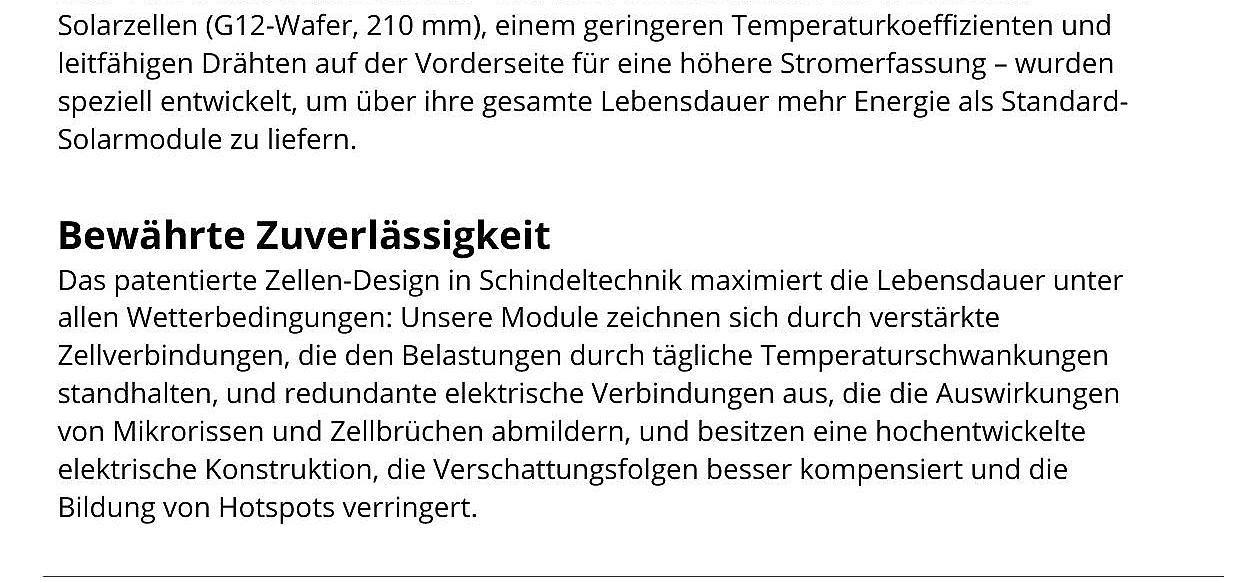 Solarzellen (G12-Wafer, 210 mm), einem geringeren Temperaturkoeffizienten und
leitfähigen Drähten auf der Vorderseite für eine höhere Stromerfassung – wurden
speziell entwickelt, um über ihre gesamte Lebensdauer mehr Energie als Standard-
Solarmodule zu liefern.
Bewährte Zuverlässigkeit
Das patentierte Zellen-Design in Schindeltechnik maximiert die Lebensdauer unter
allen Wetterbedingungen: Unsere Module zeichnen sich durch verstärkte
Zellverbindungen, die den Belastungen durch tägliche Temperaturschwankungen
standhalten, und redundante elektrische Verbindungen aus, die die Auswirkungen
von Mikrorissen und Zellbrüchen abmildern, und besitzen eine hochentwickelte
elektrische Konstruktion, die Verschattungsfolgen besser kompensiert und die
Bildung von Hotspots verringert.